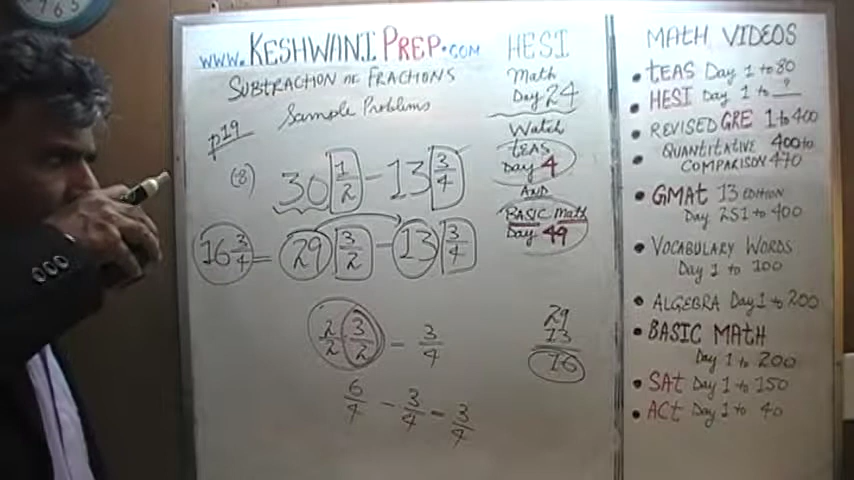 www.KESHWANIPREP.com
SUBTRACTION OF FRACTIONS
Sample Problems
p19
(8) 30 1/2 - 13 3/4
16 3/4 = 29 3/2 - 13 3/4
2/2 3/2 - 3/4
6/4 - 3/4 = 3/4
29
13
16
HESI
Math
Day 24
Watch
TEAS
Day 4
AND
BASIC Math
Day 49
MATH VIDEOS
• TEAS Day 1 to 80
• HESI Day 1 to ?
• REVISED GRE 1 to 400
• QUANTITATIVE 400 to
COMPARISON 470
• GMAT 13 EDITION
Day 251 to 400
• VOCABULARY WORDS
Day 1 to 100
• ALGEBRA Day 1 to 200
• BASIC MATH
Day 1 to 200
• SAT Day 1 to 150
• ACT Day 1 to 40